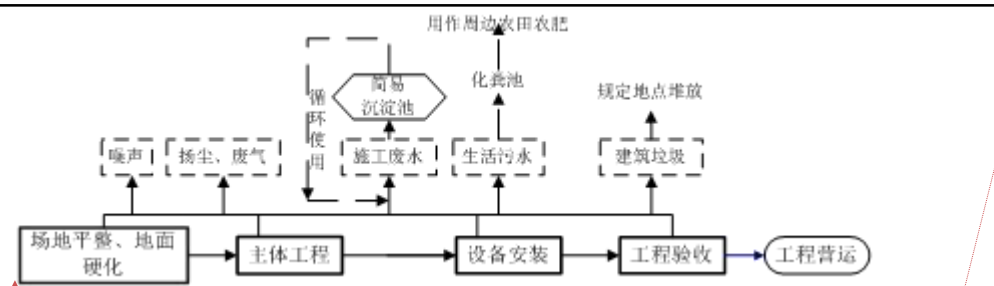 用作周边农田农肥
简易
沉淀池
化粪池
规定地点堆放
循
环
使
用
噪声
扬尘、废气
施工废水
生活污水
建筑垃圾
场地平整、地面
硬化
主体工程
设备安装
工程验收
工程营运